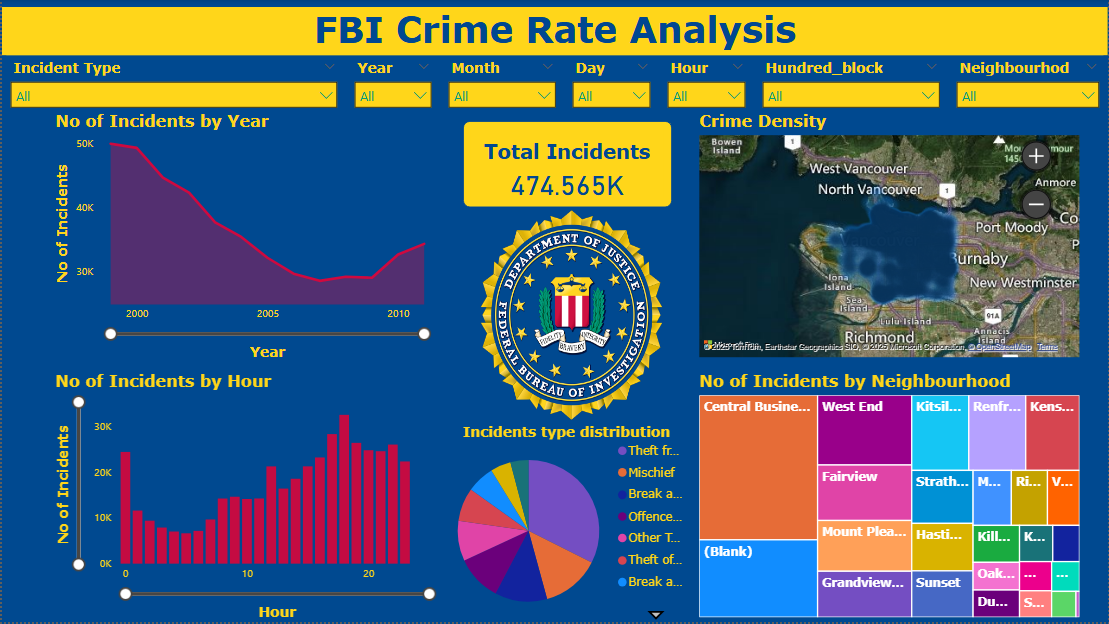 FBI Crime Rate Analysis
Incident Type
Year
Month
Day
Hour
Hundred_block
Neighbourhod
All
All
All
All
All
All
All
No of Incidents by Year
50K
40K
30K
No of Incidents
2000
2005
2010
Year
Total Incidents
474.565K
DEPARTMENT OF JUSTICE
FEDERAL BUREAU OF INVESTIGATION
FIDELITY
BRAVERY
INTEGRITY
Crime Density
Bowen
Island
1
West Vancouver
North Vancouver
1
Anmore
Port Moody
Burnaby
New Westminster
Iona
Island
Sea
Island
Lulu Island
91A
Annacis
Island
Richmond
© 2025 TomTom, Earthstar Geographics SIO, © 2025 Microsoft Corporation, © OpenStreetMap Terms
No of Incidents by Hour
30K
20K
10K
0K
No of Incidents
0
10
20
Hour
Incidents type distribution
Theft fr...
Mischief
Break a...
Offence...
Other T...
Theft of...
Break a...
No of Incidents by Neighbourhood
Central Busine...
(Blank)
West End
Fairview
Mount Plea...
Grandview...
Kitsil...
Strath...
Hasti...
Sunset
Renfr...
Kens...
M...
Ri...
V...
Kill...
K...
Oak...
...
...
Du...
S...